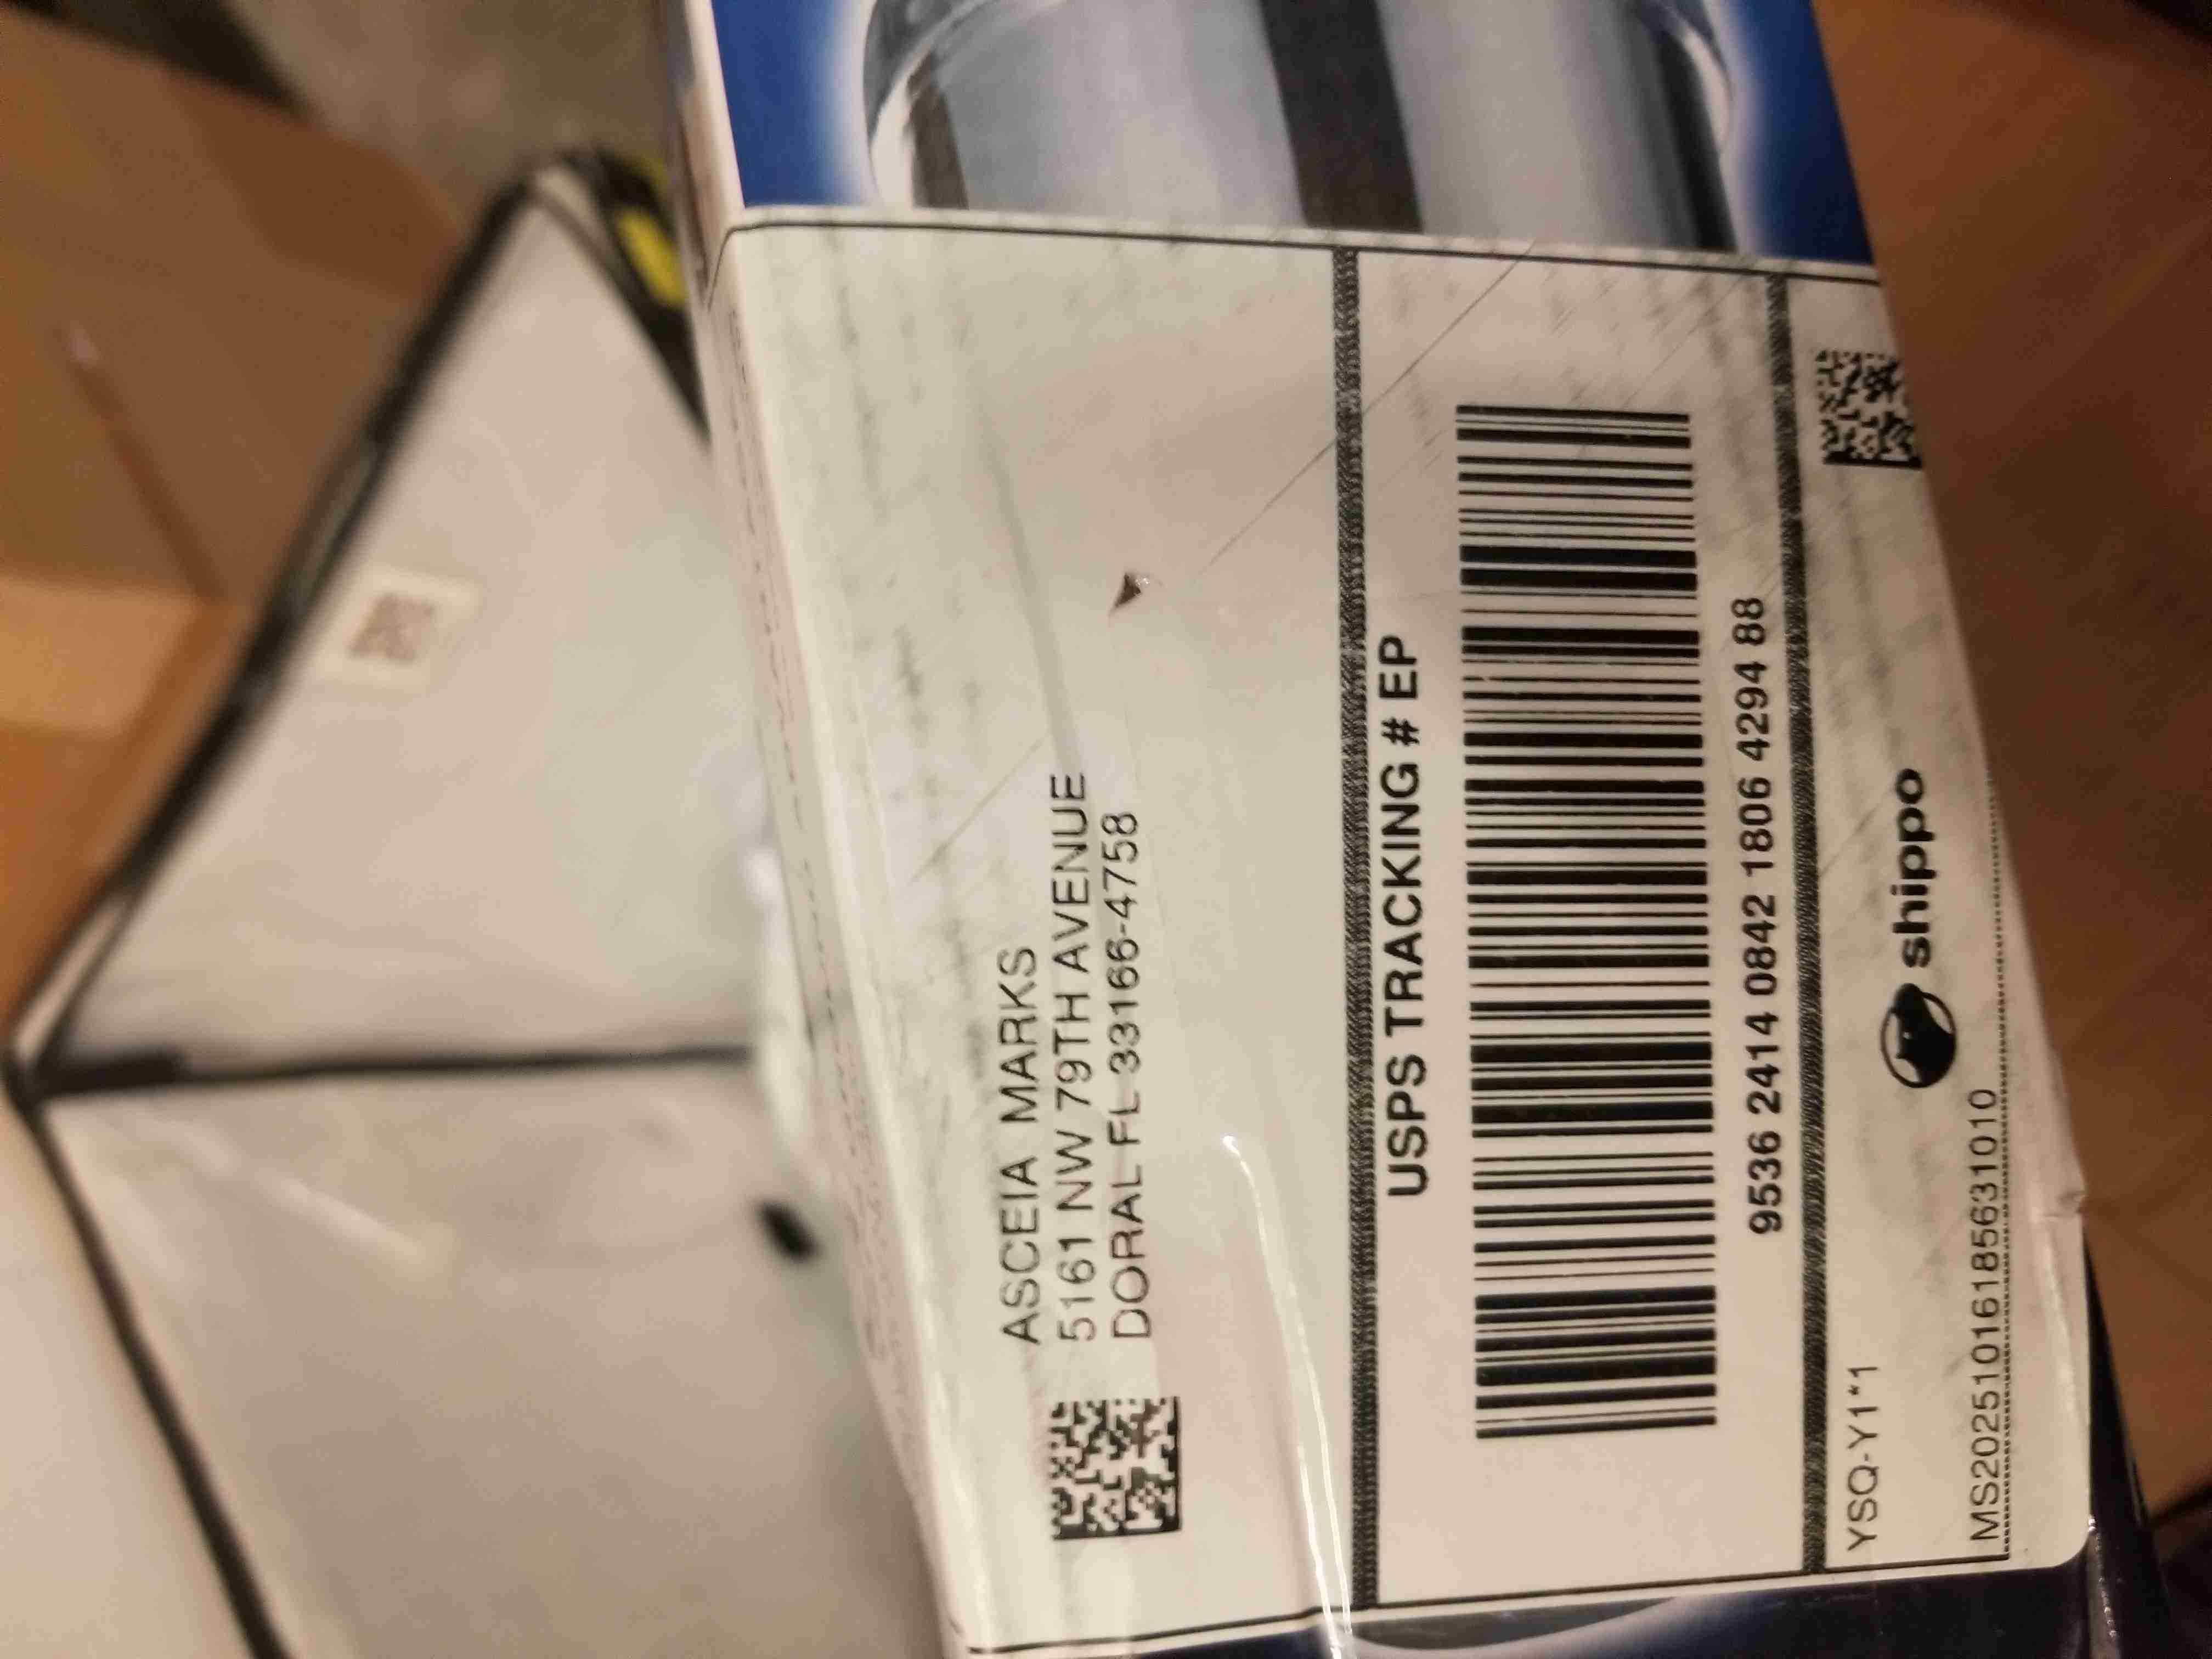 ASCEIA MARKS
5161 NW 79TH AVENUE
DORAL FL 33166-4758
USPS TRACKING # EP
9536 2414 0842 1806 4294 88
YSQ-Y1*1
shippo
MS20251016185631010